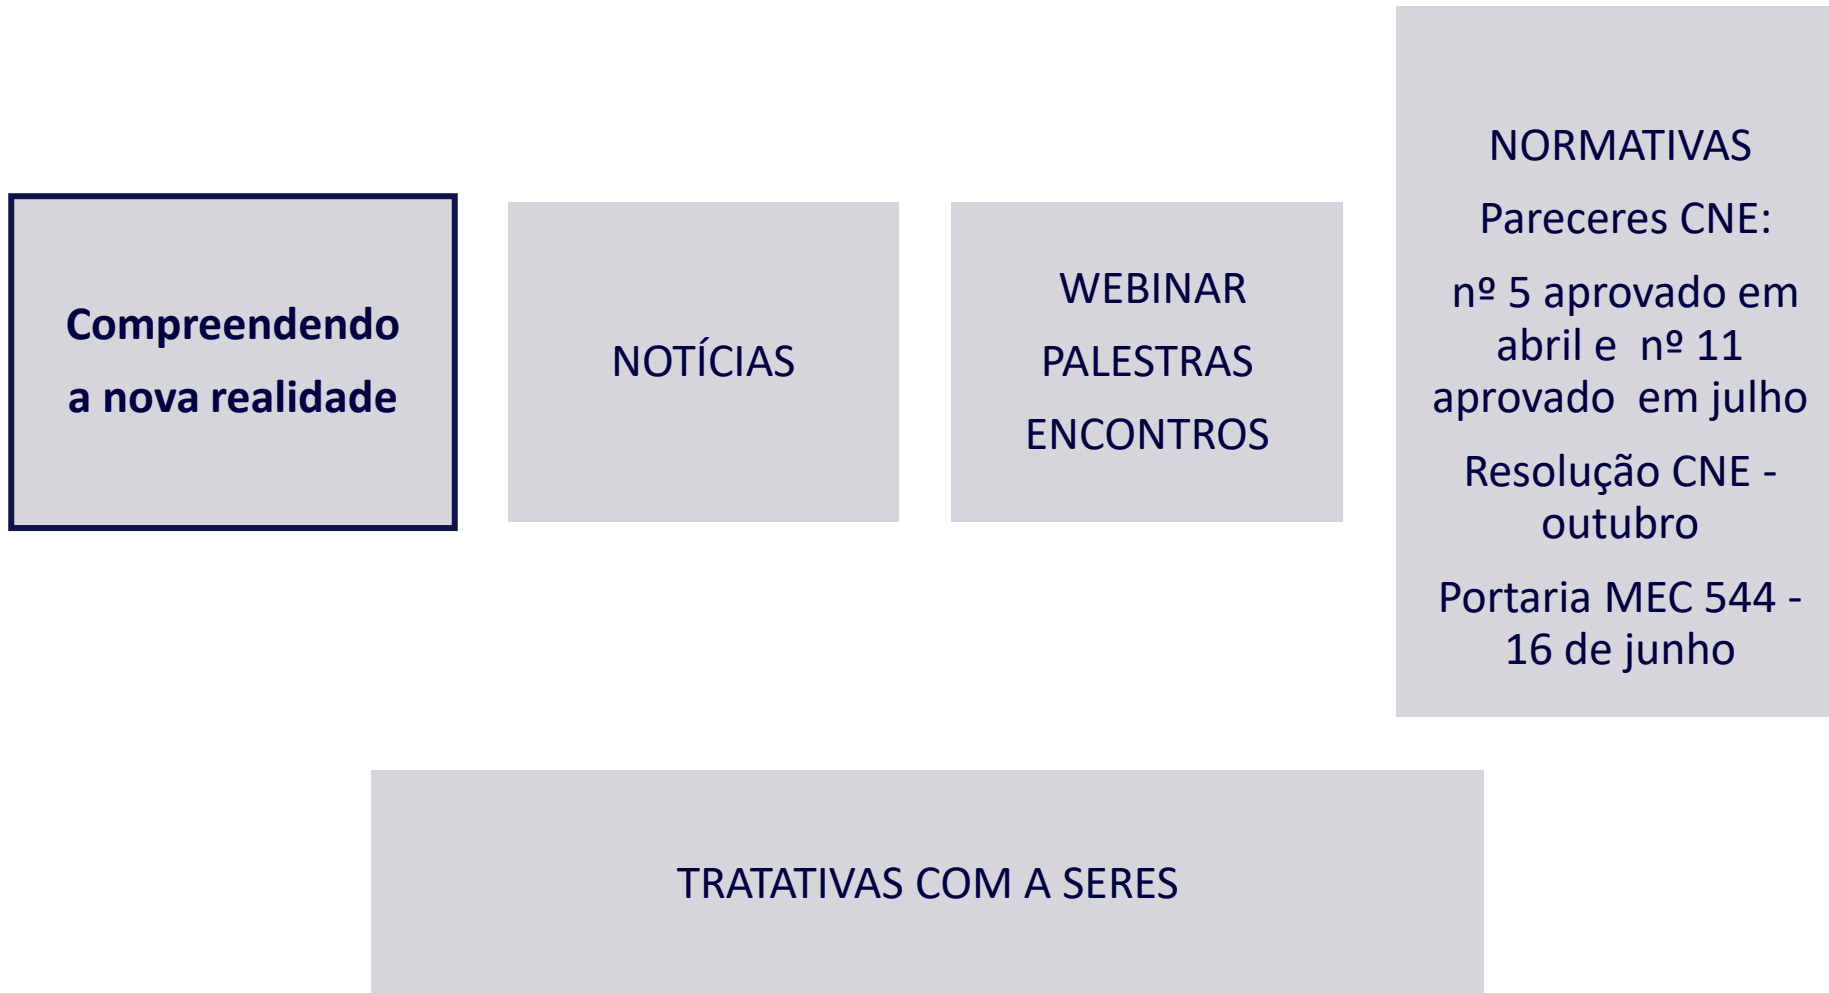 Compreendendo
a nova realidade
NOTÍCIAS
WEBINAR
PALESTRAS
ENCONTROS
NORMATIVAS
Pareceres CNE:
nº 5 aprovado em
abril e nº 11
aprovado em julho
Resolução CNE -
outubro
Portaria MEC 544 -
16 de junho
TRATATIVAS COM A SERES